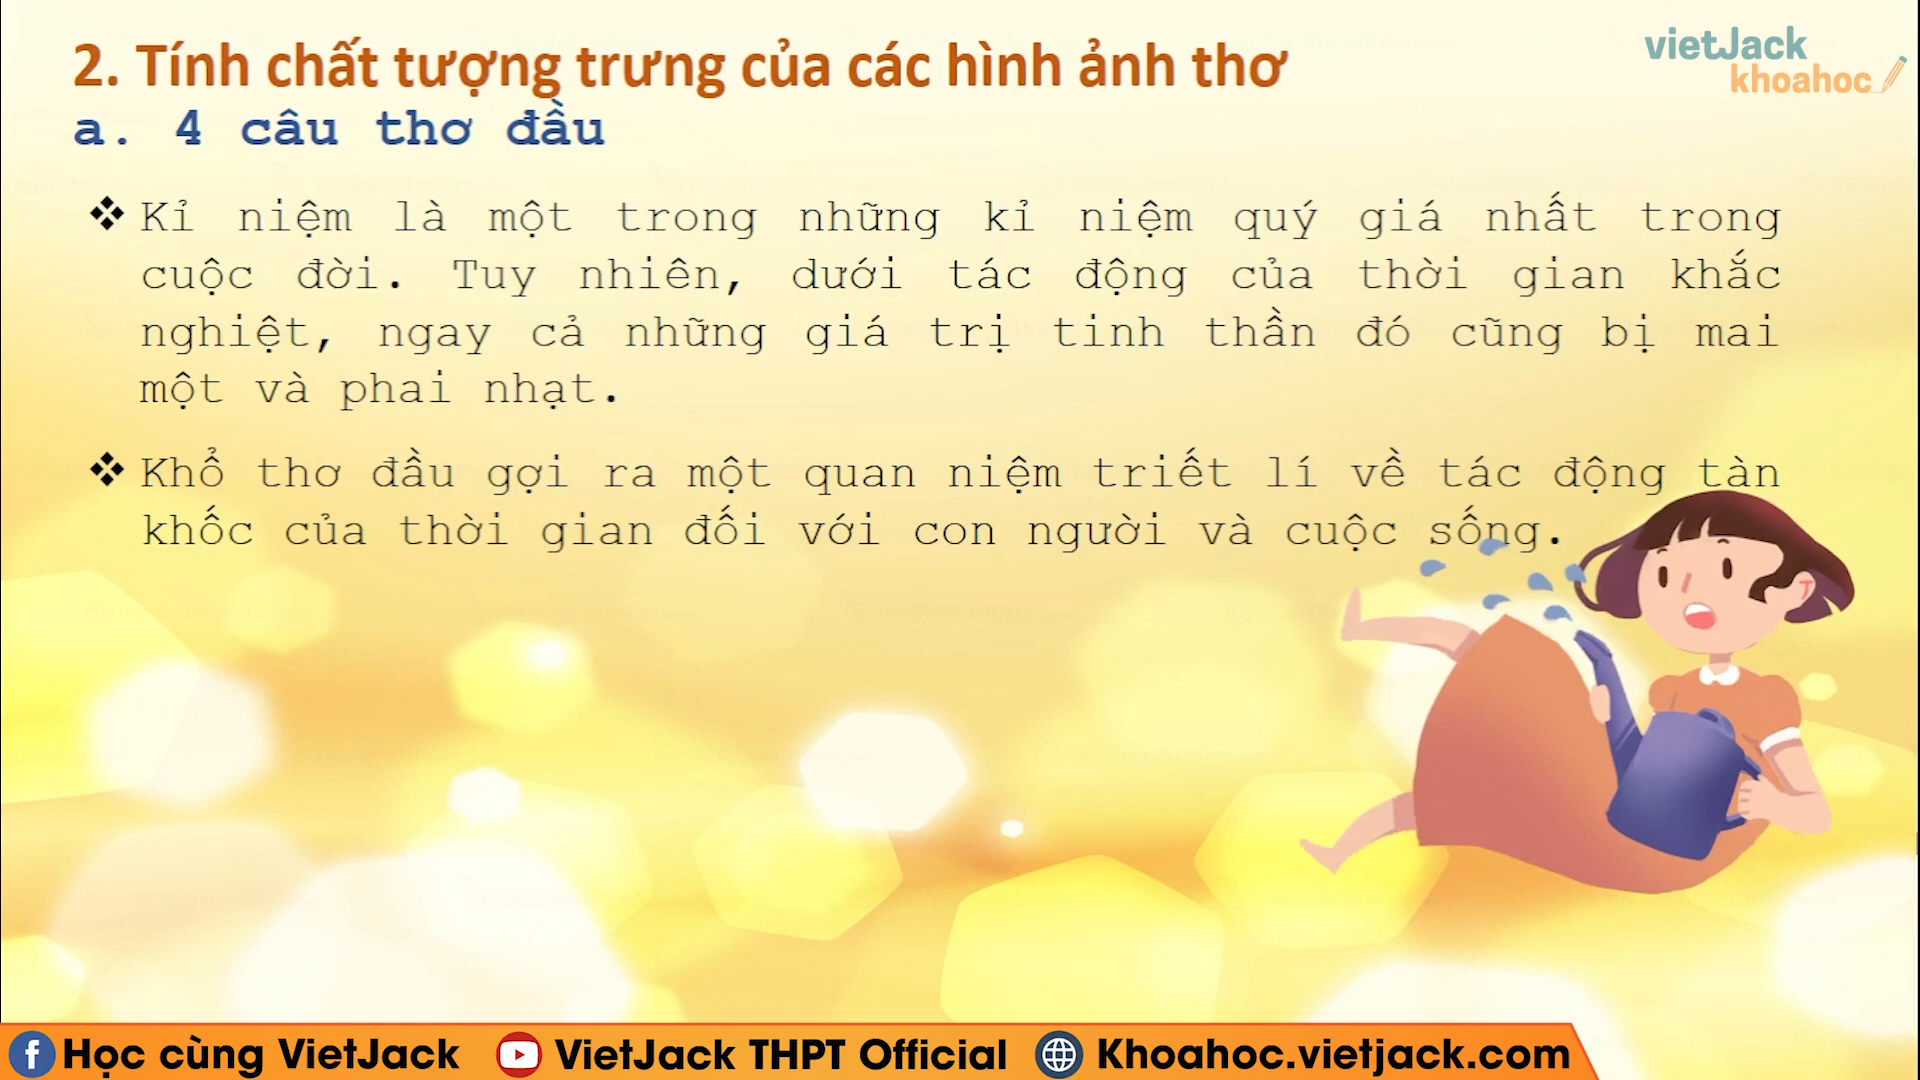 2. Tính chất tượng trưng của các hình ảnh thơ
vietJack
khoahoc
a. 4 câu thơ đầu
❖ Kỉ niệm là một trong những kỉ niệm quý giá nhất trong
cuộc đời. Tuy nhiên, dưới tác động của thời gian khắc
nghiệt, ngay cả những giá trị tinh thần đó cũng bị mai
một và phai nhạt.
❖ Khổ thơ đầu gợi ra một quan niệm triết lí về tác động tàn
khốc của thời gian đối với con người và cuộc sống.
Học cùng VietJack
VietJack THPT Official
Khoahoc.vietjack.com